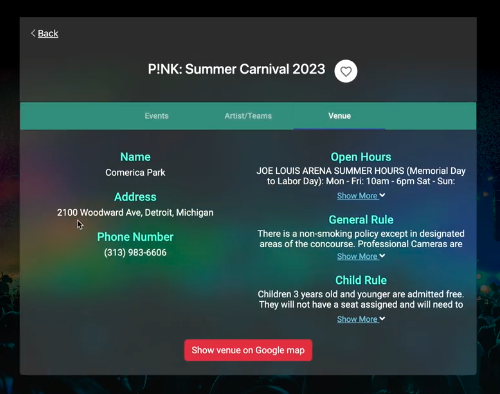 Back
P!NK: Summer Carnival 2023
Events
Artist/Teams
Venue
Name
Comerica Park
Address
2100 Woodward Ave, Detroit, Michigan
Phone Number
(313) 983-6606
Open Hours
JOE LOUIS ARENA SUMMER HOURS (Memorial Day
to Labor Day): Mon - Fri: 10am - 6pm Sat - Sun:
Show More
General Rule
There is a non-smoking policy except in designated
areas of the concourse. Professional Cameras are
Show More
Child Rule
Children 3 years old and younger are admitted free.
They will not have a seat assigned and will need to
Show More
Show venue on Google map